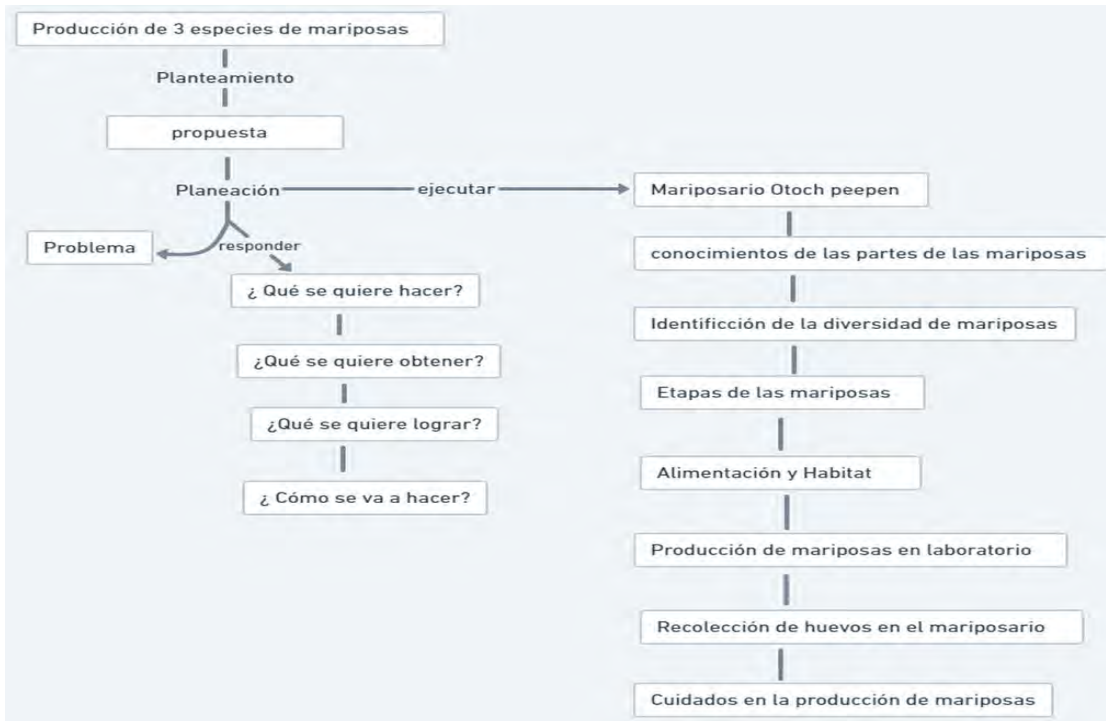 Producción de 3 especies de mariposas
Planteamiento
propuesta
Planeación
ejecutar
Problema
responder
¿ Qué se quiere hacer?
¿Qué se quiere obtener?
¿Qué se quiere lograr?
¿ Cómo se va a hacer?
Mariposario Otoch peepen
conocimientos de las partes de las mariposas
Identificción de la diversidad de mariposas
Etapas de las mariposas
Alimentación y Habitat
Producción de mariposas en laboratorio
Recolección de huevos en el mariposario
Cuidados en la producción de mariposas